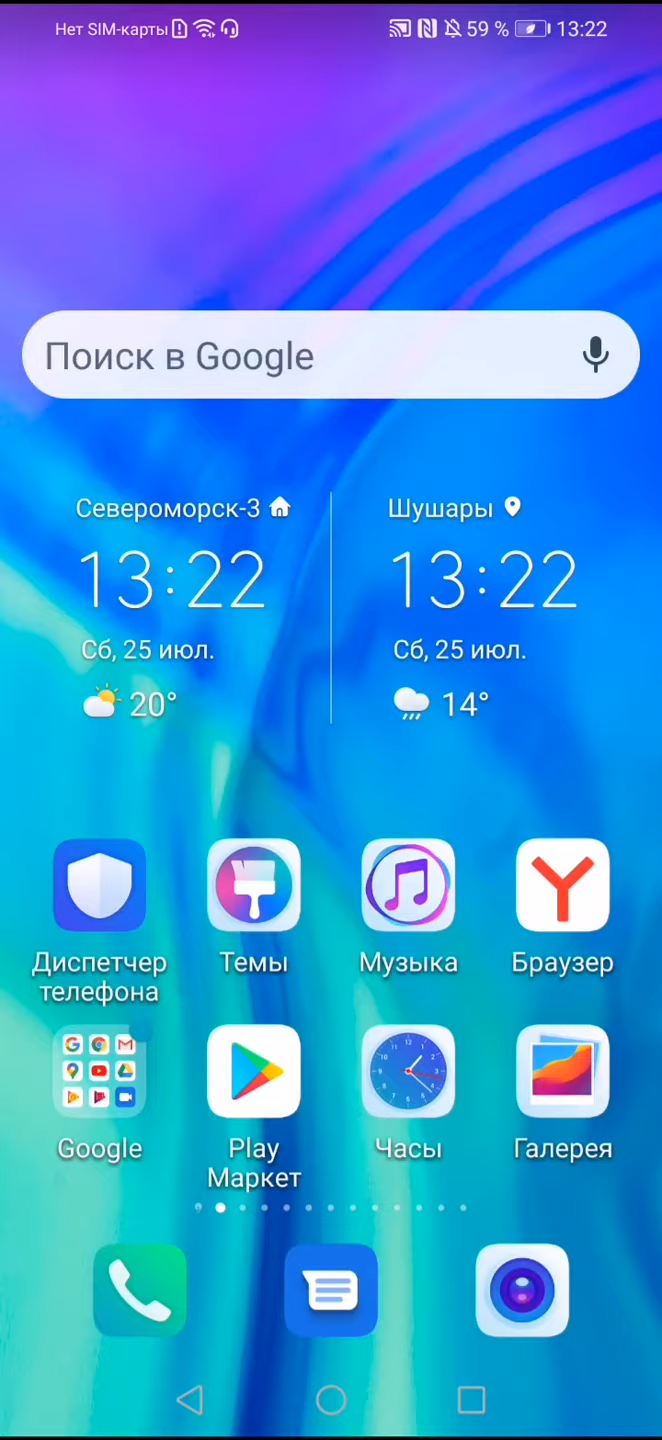 Нет SIM-карты 59 % 13:22
Поиск в Google
Североморск-3 Шушары
13:22 13:22
Сб, 25 июл. Сб, 25 июл.
20° 14°
Диспетчер телефона Темы Музыка Браузер
Google Play Маркет Часы Галерея